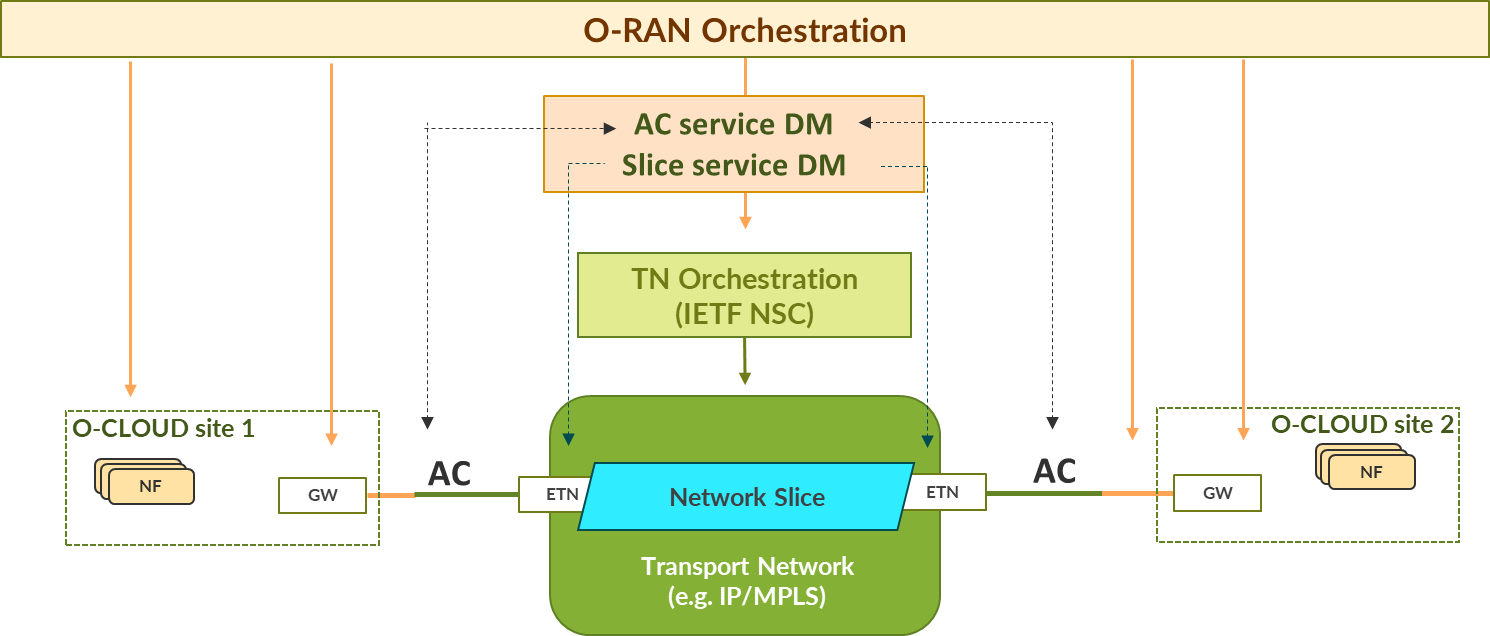 O-RAN Orchestration
AC service DM
Slice service DM
TN Orchestration
(IETF NSC)
O-CLOUD site 1
O-CLOUD site 2
NF
NF
GW
AC
ETN
Network Slice
ETN
AC
GW
Transport Network
(e.g. IP/MPLS)